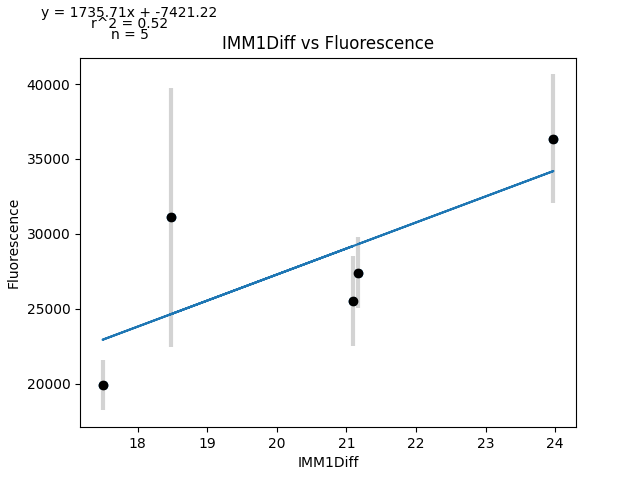 y = 1735.71x + -7421.22
r^2 = 0.52
n = 5
IMM1Diff vs Fluorescence
40000
35000
30000
25000
20000
Fluorescence
18 19 20 21 22 23 24
IMM1Diff